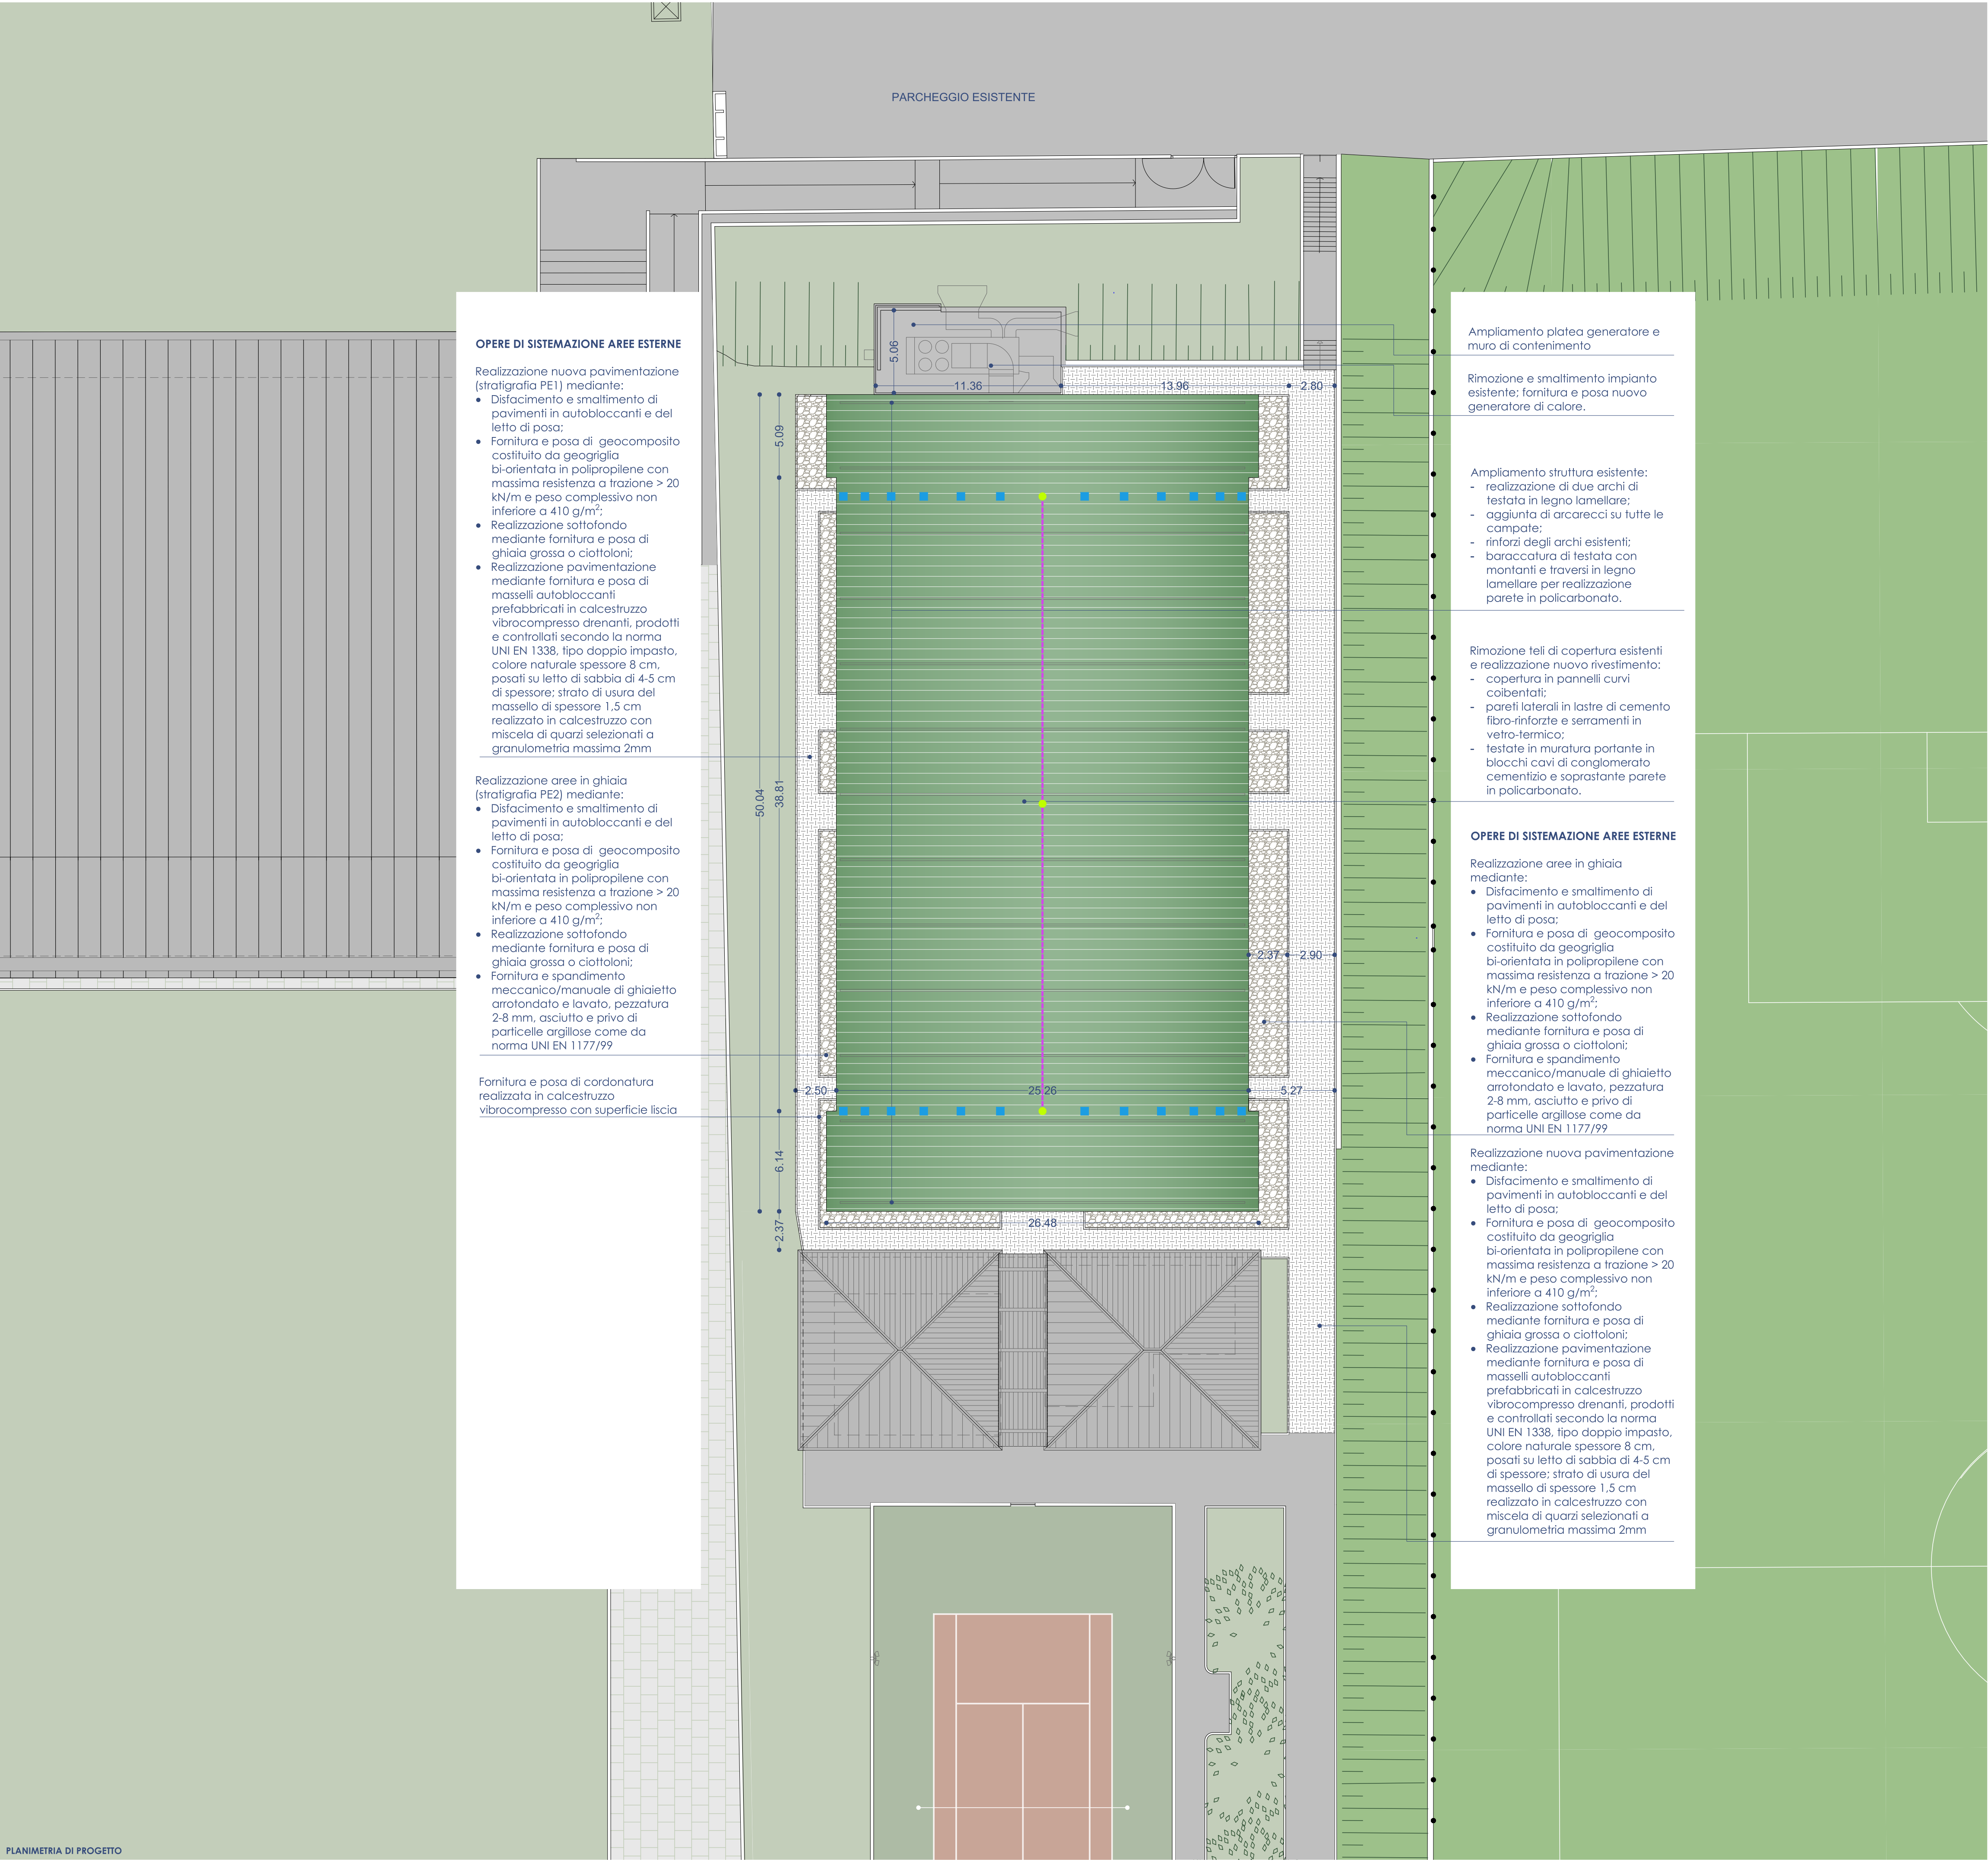 PARCHEGGIO ESISTENTE
OPERE DI SISTEMAZIONE AREE ESTERNE
Realizzazione nuova pavimentazione
(stratigrafia PE1) mediante:
• Disfacimento e smaltimento di
pavimenti in autobloccanti e del
letto di posa;
• Fornitura e posa di geocomposito
costituito da geogriglia
bi-orientata in polipropilene con
massima resistenza a trazione > 20
kN/m e peso complessivo non
inferiore a 410 g/m²;
• Realizzazione sottofondo
mediante fornitura e posa di
ghiaia grossa o ciottoloni;
• Realizzazione pavimentazione
mediante fornitura e posa di
masselli autobloccanti
prefabbricati in calcestruzzo
vibrocompresso drenanti, prodotti
e controllati secondo la norma
UNI EN 1338, tipo doppio impasto,
colore naturale spessore 8 cm,
posati su letto di sabbia di 4-5 cm
di spessore; strato di usura del
massello di spessore 1,5 cm
realizzato in calcestruzzo con
miscela di quarzi selezionati a
granulometria massima 2mm
Realizzazione aree in ghiaia
(stratigrafia PE2) mediante:
• Disfacimento e smaltimento di
pavimenti in autobloccanti e del
letto di posa;
• Fornitura e posa di geocomposito
costituito da geogriglia
bi-orientata in polipropilene con
massima resistenza a trazione > 20
kN/m e peso complessivo non
inferiore a 410 g/m²;
• Realizzazione sottofondo
mediante fornitura e posa di
ghiaia grossa o ciottoloni;
• Fornitura e spandimento
meccanico/manuale di ghiaietto
arrotondato e lavato, pezzatura
2-8 mm, asciutto e privo di
particelle argillose come da
norma UNI EN 1177/99
Fornitura e posa di cordonatura
realizzata in calcestruzzo
vibrocompresso con superficie liscia
5.06
11.36
13.96
2.80
5.09
50.04
38.81
2.37
2.90
2.50
25.26
5.27
6.14
2.37
26.48
Ampliamento platea generatore e
muro di contenimento
Rimozione e smaltimento impianto
esistente; fornitura e posa nuovo
generatore di calore.
Ampliamento struttura esistente:
- realizzazione di due archi di
testata in legno lamellare;
- aggiunta di arcarecci su tutte le
campate;
- rinforzi degli archi esistenti;
- baraccatura di testata con
montanti e traversi in legno
lamellare per realizzazione
parete in policarbonato.
Rimozione teli di copertura esistenti
e realizzazione nuovo rivestimento:
- copertura in pannelli curvi
coibentati;
- pareti laterali in lastre di cemento
fibro-rinforzte e serramenti in
vetro-termico;
- testate in muratura portante in
blocchi cavi di conglomerato
cementizio e soprastante parete
in policarbonato.
OPERE DI SISTEMAZIONE AREE ESTERNE
Realizzazione aree in ghiaia
mediante:
• Disfacimento e smaltimento di
pavimenti in autobloccanti e del
letto di posa;
• Fornitura e posa di geocomposito
costituito da geogriglia
bi-orientata in polipropilene con
massima resistenza a trazione > 20
kN/m e peso complessivo non
inferiore a 410 g/m²;
• Realizzazione sottofondo
mediante fornitura e posa di
ghiaia grossa o ciottoloni;
• Fornitura e spandimento
meccanico/manuale di ghiaietto
arrotondato e lavato, pezzatura
2-8 mm, asciutto e privo di
particelle argillose come da
norma UNI EN 1177/99
Realizzazione nuova pavimentazione
mediante:
• Disfacimento e smaltimento di
pavimenti in autobloccanti e del
letto di posa;
• Fornitura e posa di geocomposito
costituito da geogriglia
bi-orientata in polipropilene con
massima resistenza a trazione > 20
kN/m e peso complessivo non
inferiore a 410 g/m²;
• Realizzazione sottofondo
mediante fornitura e posa di
ghiaia grossa o ciottoloni;
• Realizzazione pavimentazione
mediante fornitura e posa di
masselli autobloccanti
prefabbricati in calcestruzzo
vibrocompresso drenanti, prodotti
e controllati secondo la norma
UNI EN 1338, tipo doppio impasto,
colore naturale spessore 8 cm,
posati su letto di sabbia di 4-5 cm
di spessore; strato di usura del
massello di spessore 1,5 cm
realizzato in calcestruzzo con
miscela di quarzi selezionati a
granulometria massima 2mm
PLANIMETRIA DI PROGETTO